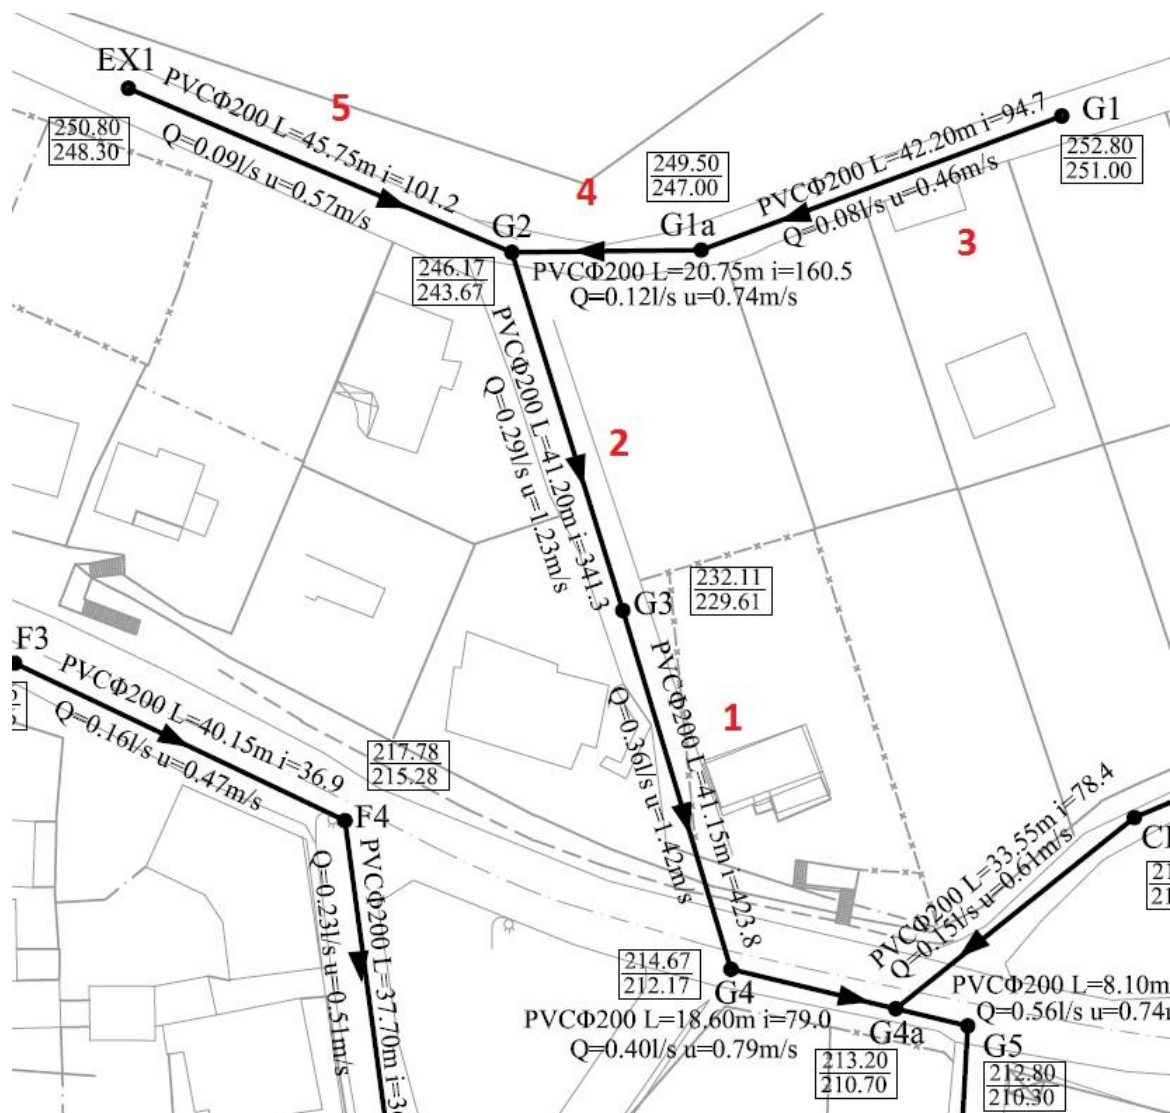 EX1
PVCΦ200 L=45.75m i=101.2
Q=0.09l/s u=0.57m/s
250.80
248.30
5
4
249.50
247.00
G1
PVCΦ200 L=42.20m i=94.7
Q=0.08l/s u=0.46m/s
252.80
251.00
3
G2
G1a
246.17
243.67
PVCΦ200 L=20.75m i=160.5
Q=0.12l/s u=0.74m/s
PVCΦ200 L=41.20m i=341.3
Q=0.29l/s u=1.23m/s
2
G3
232.11
229.61
F3
PVCΦ200 L=40.15m i=36.9
Q=0.16l/s u=0.47m/s
217.78
215.28
F4
PVCΦ200 L=41.15m i=423.8
Q=0.36l/s u=1.42m/s
1
PVCΦ200 L=33.55m i=78.4
Q=0.15l/s u=0.61m/s
21
21
PVCΦ200 L=37.70m
Q=0.23l/s u=0.51m/s
214.67
212.17
G4
PVCΦ200 L=18.60m i=79.0
Q=0.40l/s u=0.79m/s
G4a
213.20
210.70
PVCΦ200 L=8.10m
Q=0.56l/s u=0.74
G5
212.80
210.30